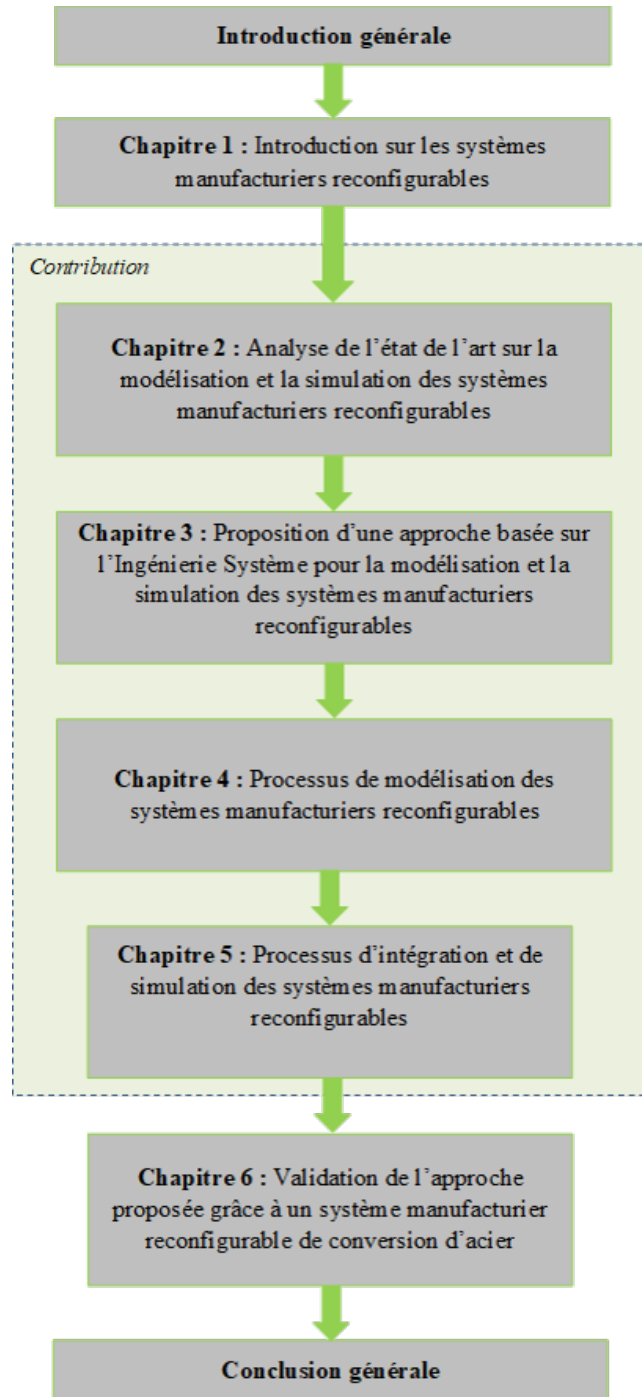 Introduction générale
Chapitre 1 : Introduction sur les systèmes
manufacturiers reconfigurables
Contribution
Chapitre 2 : Analyse de l'état de l'art sur la
modélisation et la simulation des systèmes
manufacturiers reconfigurables
Chapitre 3 : Proposition d'une approche basée sur
l'Ingénierie Système pour la modélisation et la
simulation des systèmes manufacturiers
reconfigurables
Chapitre 4 : Processus de modélisation des
systèmes manufacturiers reconfigurables
Chapitre 5 : Processus d'intégration et de
simulation des systèmes manufacturiers
reconfigurables
Chapitre 6 : Validation de l'approche
proposée grâce à un système manufacturier
reconfigurable de conversion d'acier
Conclusion générale